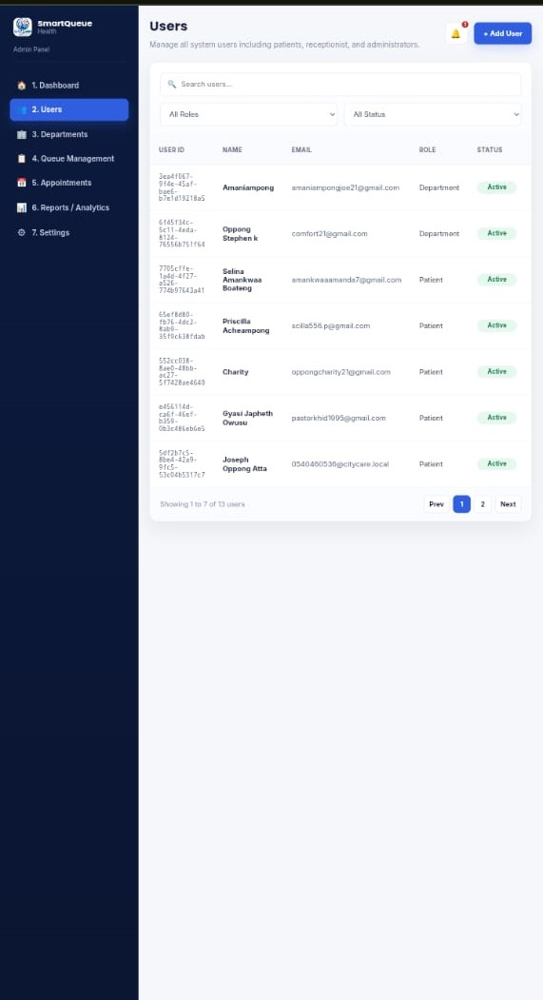 SmartQueue
Health
Admin Panel
1. Dashboard
2. Users
3. Departments
4. Queue Management
5. Appointments
6. Reports / Analytics
7. Settings
Users
Manage all system users including patients, receptionist, and administrators.
+ Add User
Search users...
All Roles
All Status
USER ID NAME EMAIL ROLE STATUS
3ea4f067-
9f4e-45af-
bae6-
b7e1d19218a5
Amaniampong
amaniampongjoe21@gmail.com
Department
Active
6f45f34c-
5c11-4eda-
8124-
76556b751f64
Oppong
Stephen k
comfort21@gmail.com
Department
Active
7705cffe-
1a4d-4f27-
a526-
774b97643a41
Selina
Amankwaa
Boateng
amankwaaamanda7@gmail.com
Patient
Active
65ef8d80-
fb76-4dc2-
8ab9-
35f9c638fdab
Priscilla
Acheampong
scilla556.p@gmail.com
Patient
Active
552cc038-
8ae0-48bb-
ac27-
5f7428ae4640
Charity
oppongcharity21@gmail.com
Patient
Active
e456114d-
ca6f-46ef-
b359-
0b3c486eb6e5
Gyasi Japheth
Owusu
pastorkhid1995@gmail.com
Patient
Active
5df2b7c5-
8be4-42a9-
9fc5-
53c04b5317c7
Joseph
Oppong Atta
0540460536@citycare.local
Patient
Active
Showing 1 to 7 of 13 users
Prev 1 2 Next